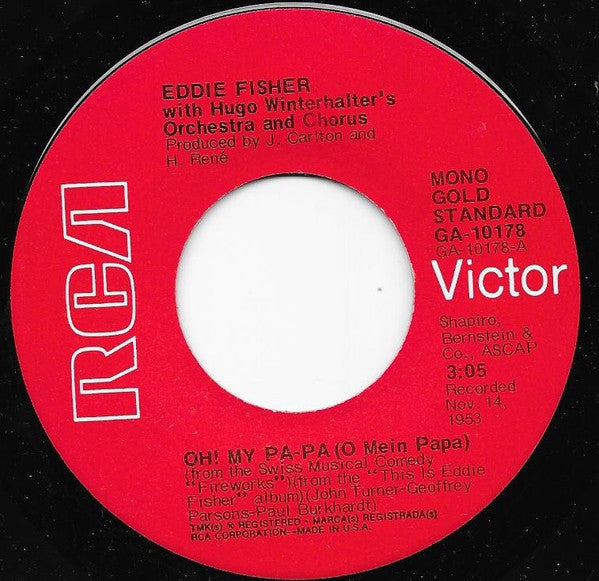 EDDIE FISHER
with Hugo Winterhalter's
Orchestra and Chorus
Produced by J. Carlton and
H. René
RCA
MONO
GOLD
STANDARD
GA-10178
GA-10178-A
Victor
Shapiro,
Bernstein &
Co., ASCAP
3:05
Recorded
Nov. 14,
1953
OH! MY PA-PA (O Mein Papa)
(from the Swiss Musical Comedy
"Fireworks")(from the "This Is Eddie
Fisher" album)(John Turner-Geoffrey
Parsons-Paul Burkhardt)
TMK(s) ® REGISTERED - MARCA(s) REGISTRADA(s)
RCA CORPORATION—MADE IN U.S.A.